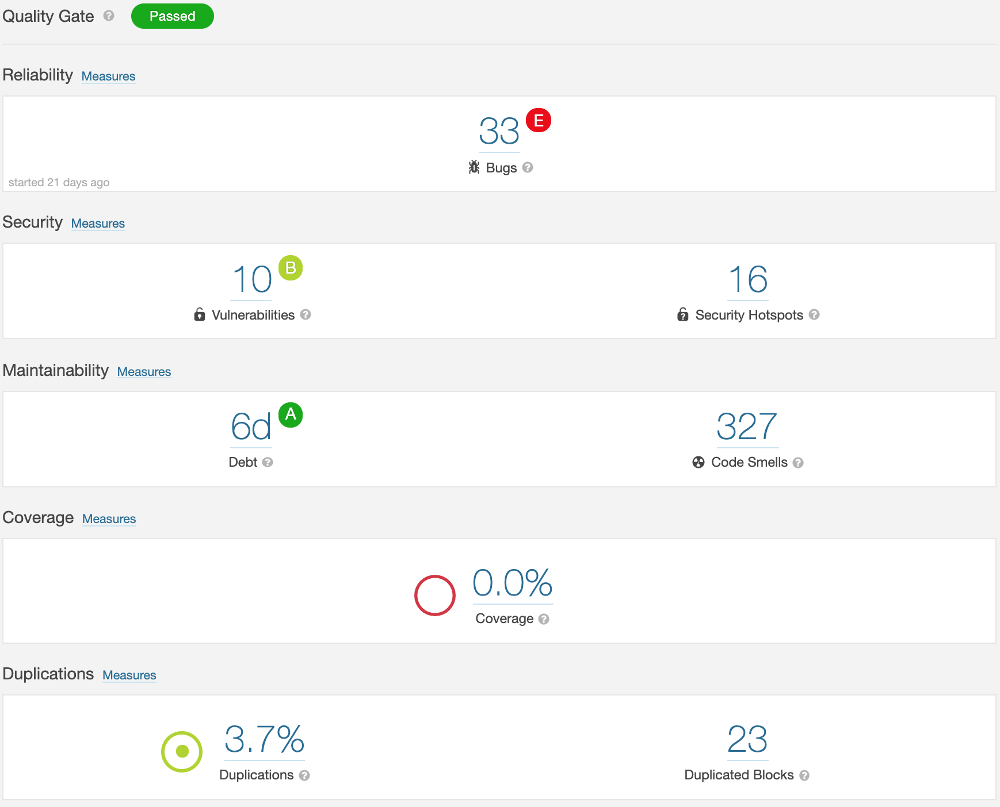 Quality Gate ? Passed
Reliability Measures
33 E
Bugs ?
started 21 days ago
Security Measures
10 B
Vulnerabilities ?
16
? Security Hotspots ?
Maintainability Measures
6d A
Debt ?
327
Code Smells ?
Coverage Measures
0.0%
Coverage ?
Duplications Measures
3.7%
Duplications ?
23
Duplicated Blocks ?